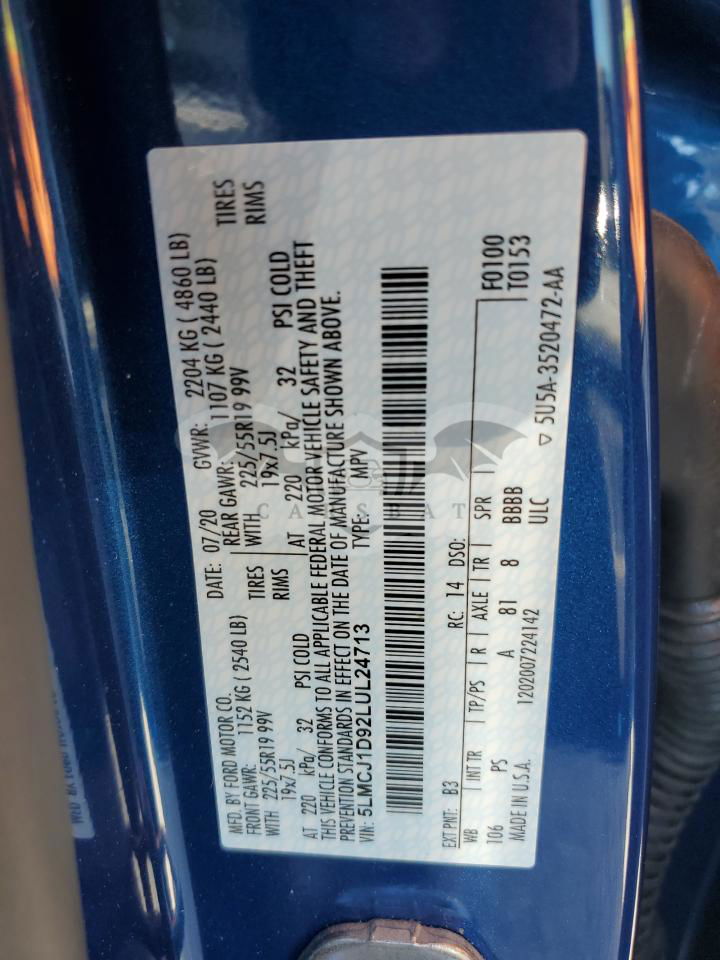 MFD. BY FORD MOTOR CO. DATE: 07/20 GVWR: 2204 KG ( 4860 LB)
FRONT GAWR: 1152 KG ( 2540 LB) REAR GAWR: 1107 KG ( 2440 LB)
WITH 225/55R19 99V TIRES WITH 225/55R19 99V TIRES
19x7.5J RIMS 19x7.5J RIMS
AT 220 kPa/ 32 PSI COLD AT 220 kPa/ 32 PSI COLD
THIS VEHICLE CONFORMS TO ALL APPLICABLE FEDERAL MOTOR VEHICLE SAFETY AND THEFT
PREVENTION STANDARDS IN EFFECT ON THE DATE OF MANUFACTURE SHOWN ABOVE.
VIN: 5LMCJ1D92LUL24713 TYPE: MPV
EXT PNT: B3 RC: 14 DSO:
WB INT TR TP/PS R AXLE TR SPR
106 PS A 81 8 BBBB F0100
MADE IN U.S.A. 1202007224142 ULC T0153
▽ 5U5A-3520472-AA
CARSBAT